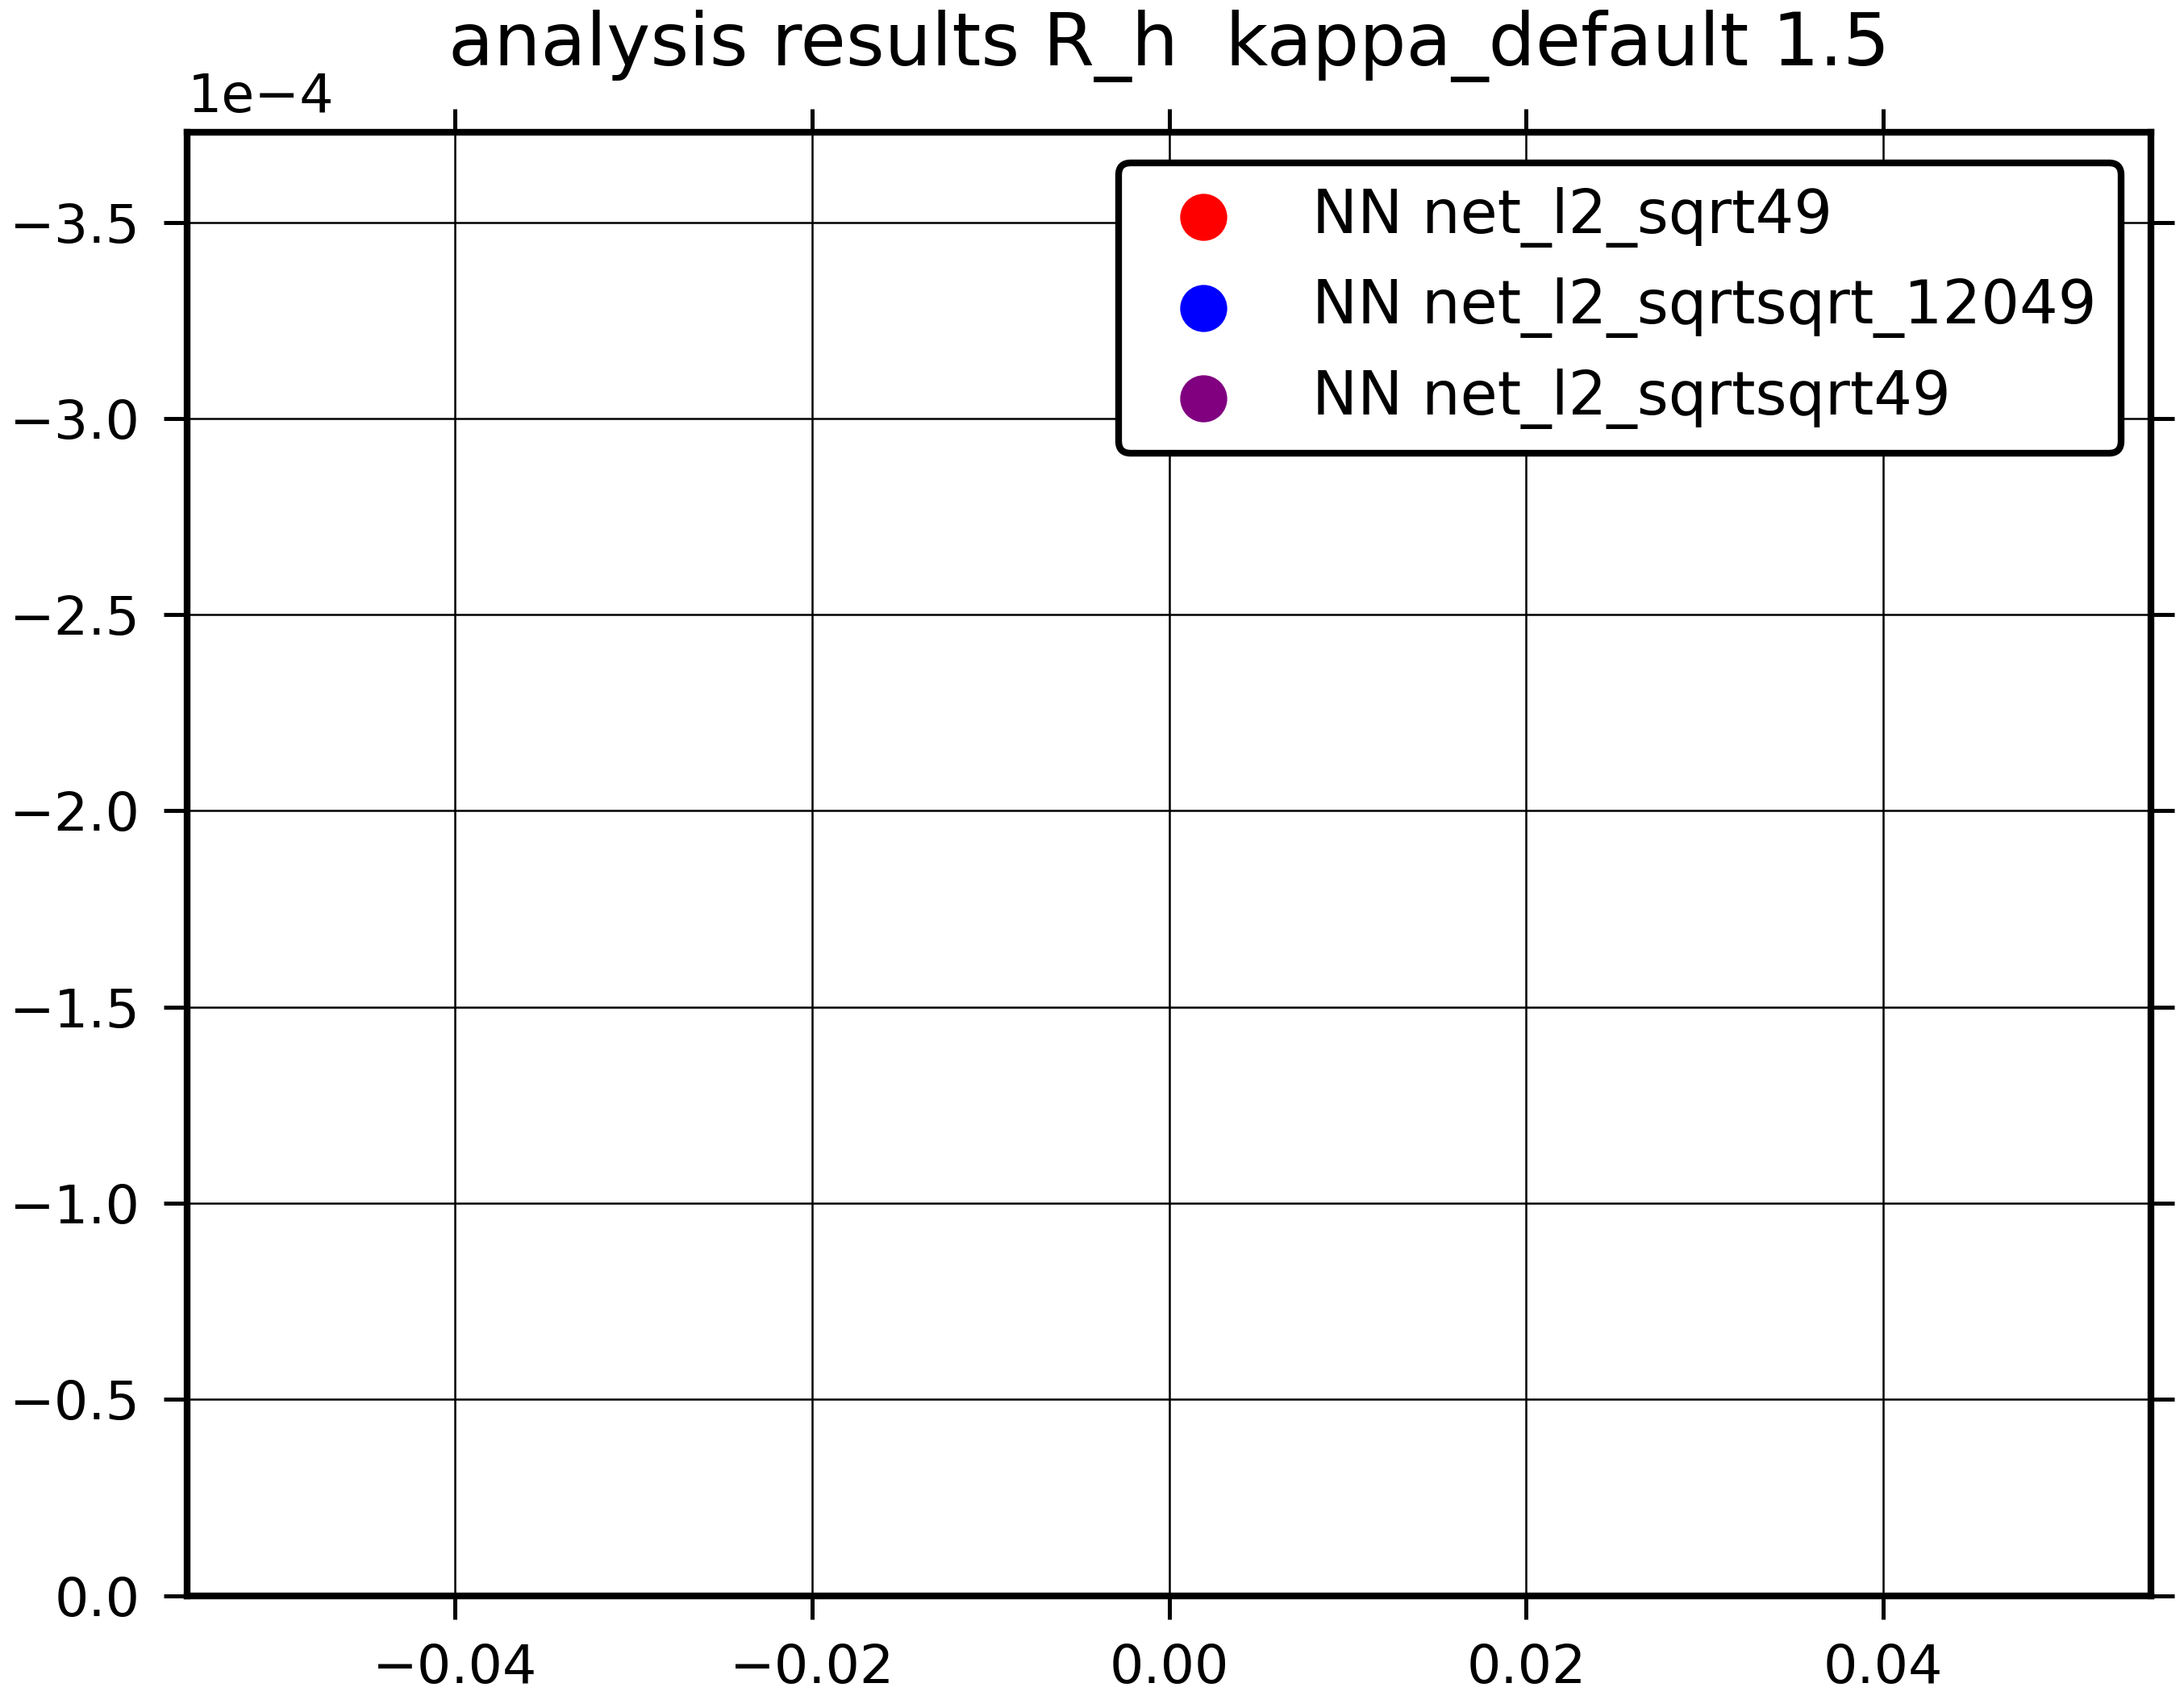 analysis results R_h  kappa_default 1.5
1e−4
NN net_l2_sqrt49
NN net_l2_sqrtsqrt_12049
NN net_l2_sqrtsqrt49
−3.5
−3.0
−2.5
−2.0
−1.5
−1.0
−0.5
0.0
−0.04
−0.02
0.00
0.02
0.04